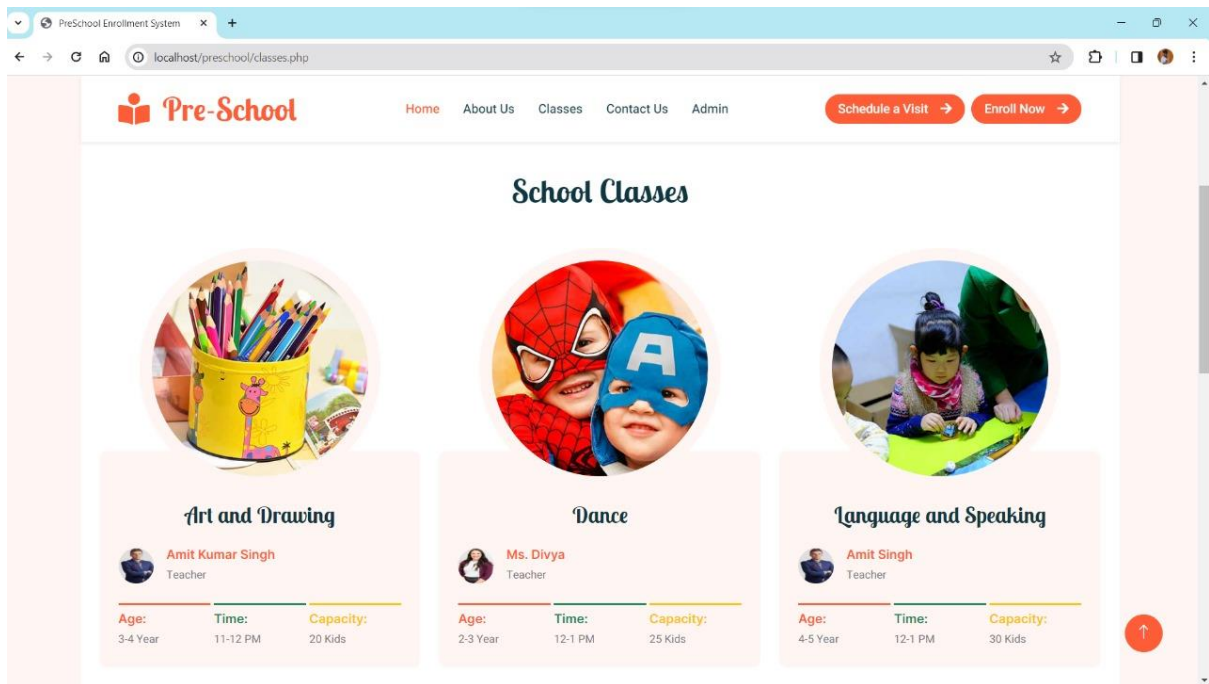 PreSchool Enrollment System
localhost/preschool/classes.php
Pre-School
Home About Us Classes Contact Us Admin
Schedule a Visit → Enroll Now →
School Classes
A
Art and Drawing
Amit Kumar Singh
Teacher
Age: Time: Capacity:
3-4 Year 11-12 PM 20 Kids
Dance
Ms. Divya
Teacher
Age: Time: Capacity:
2-3 Year 12-1 PM 25 Kids
Language and Speaking
Amit Singh
Teacher
Age: Time: Capacity:
4-5 Year 12-1 PM 30 Kids